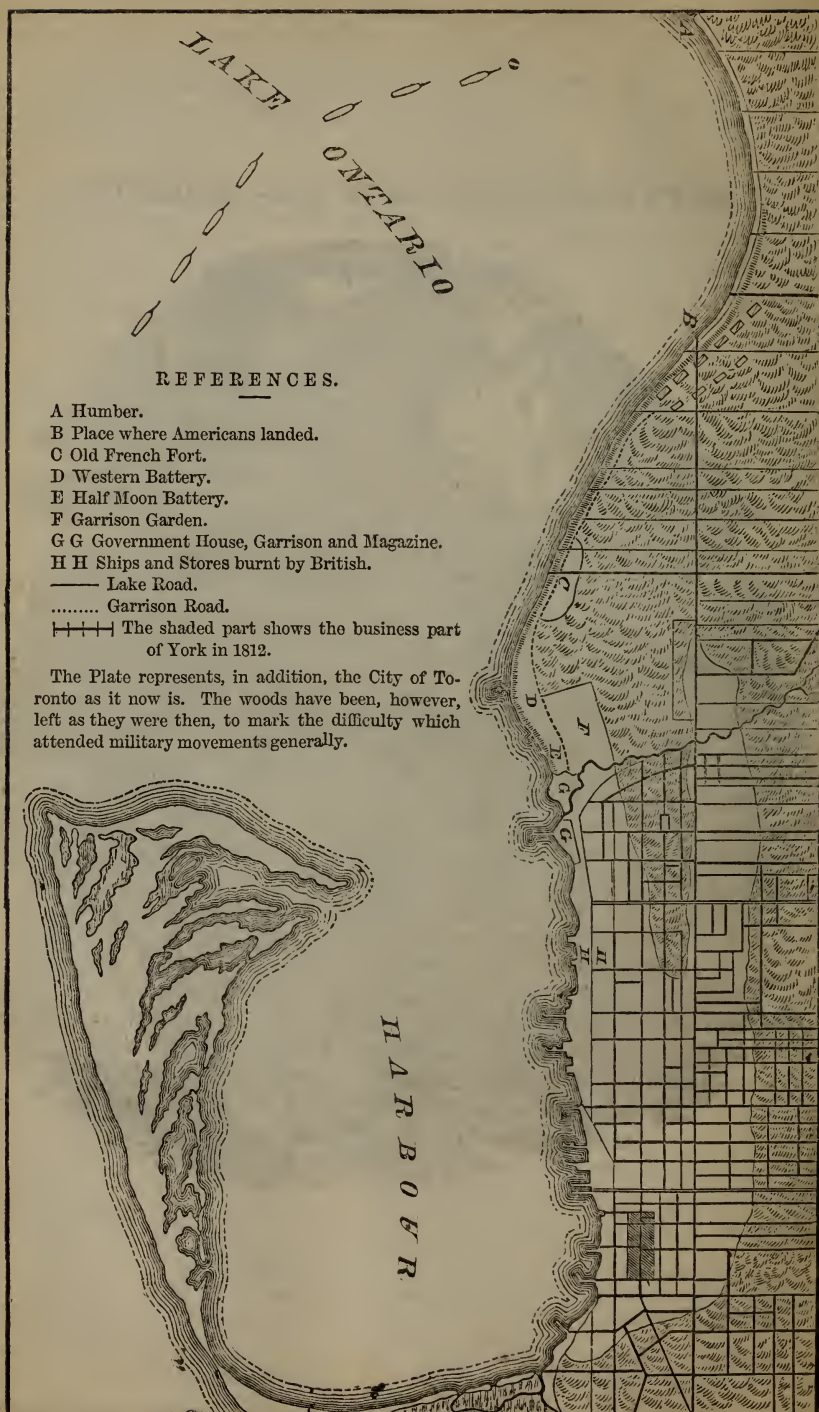 LAKE
ONTARIO
A
B
REFERENCES.
A Humber.
B Place where Americans landed.
C Old French Fort.
D Western Battery.
E Half Moon Battery.
F Garrison Garden.
G G Government House, Garrison and Magazine.
H H Ships and Stores burnt by British.
Lake Road.
......... Garrison Road.
The shaded part shows the business part
of York in 1812.
The Plate represents, in addition, the City of To-
ronto as it now is. The woods have been, however,
left as they were then, to mark the difficulty which
attended military movements generally.
C
D
F
E
G
G
H
H
HARBOUR